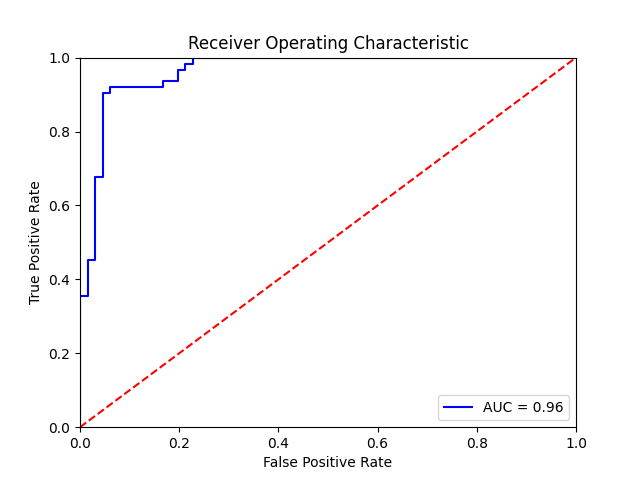 Receiver Operating Characteristic
1.0
0.8
0.6
0.4
0.2
0.0
True Positive Rate
AUC = 0.96
0.0 0.2 0.4 0.6 0.8 1.0
False Positive Rate